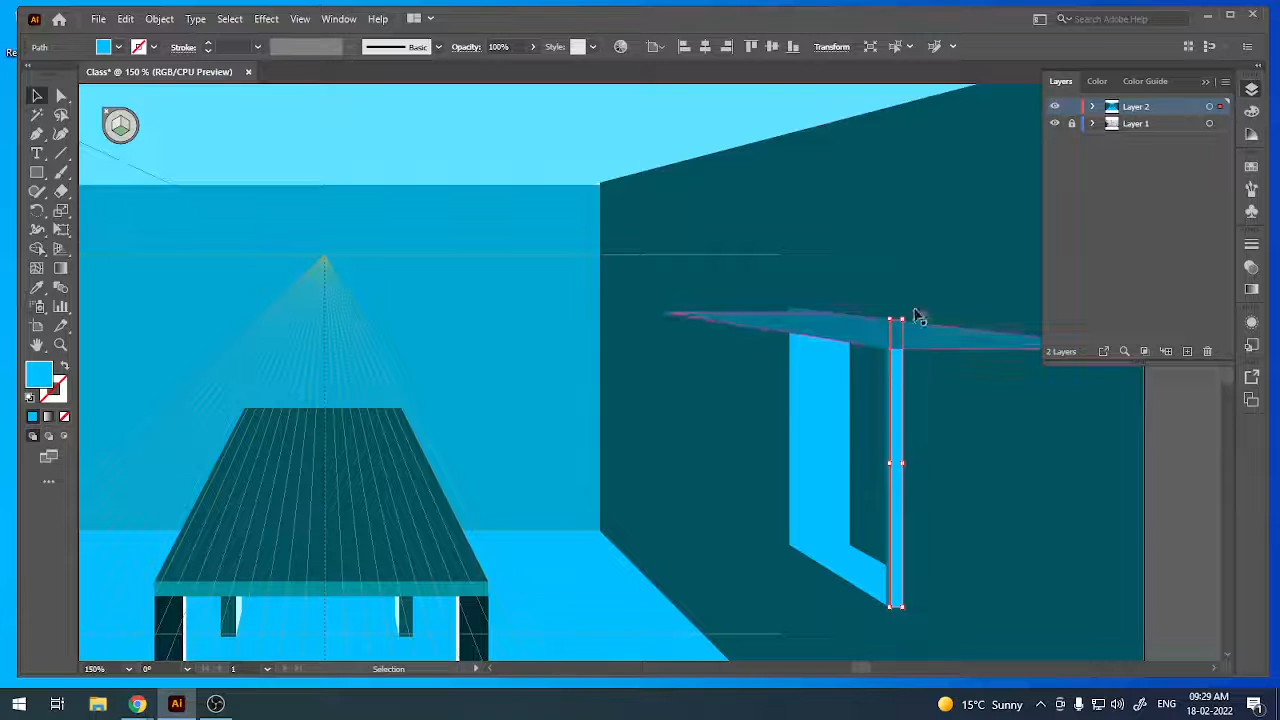 Re
Ai File Edit Object Type Select Effect View Window Help Search Adobe Help
Path Stroke: Basic Opacity: 100% Style: Transform
Class* @ 150 % (RGB/CPU Preview)
Layers Color Color Guide
Layer 2
Layer 1
2 Layers
150% 0° 1 Selection
Ai 15°C Sunny ENG 09:29 AM
18-02-2022